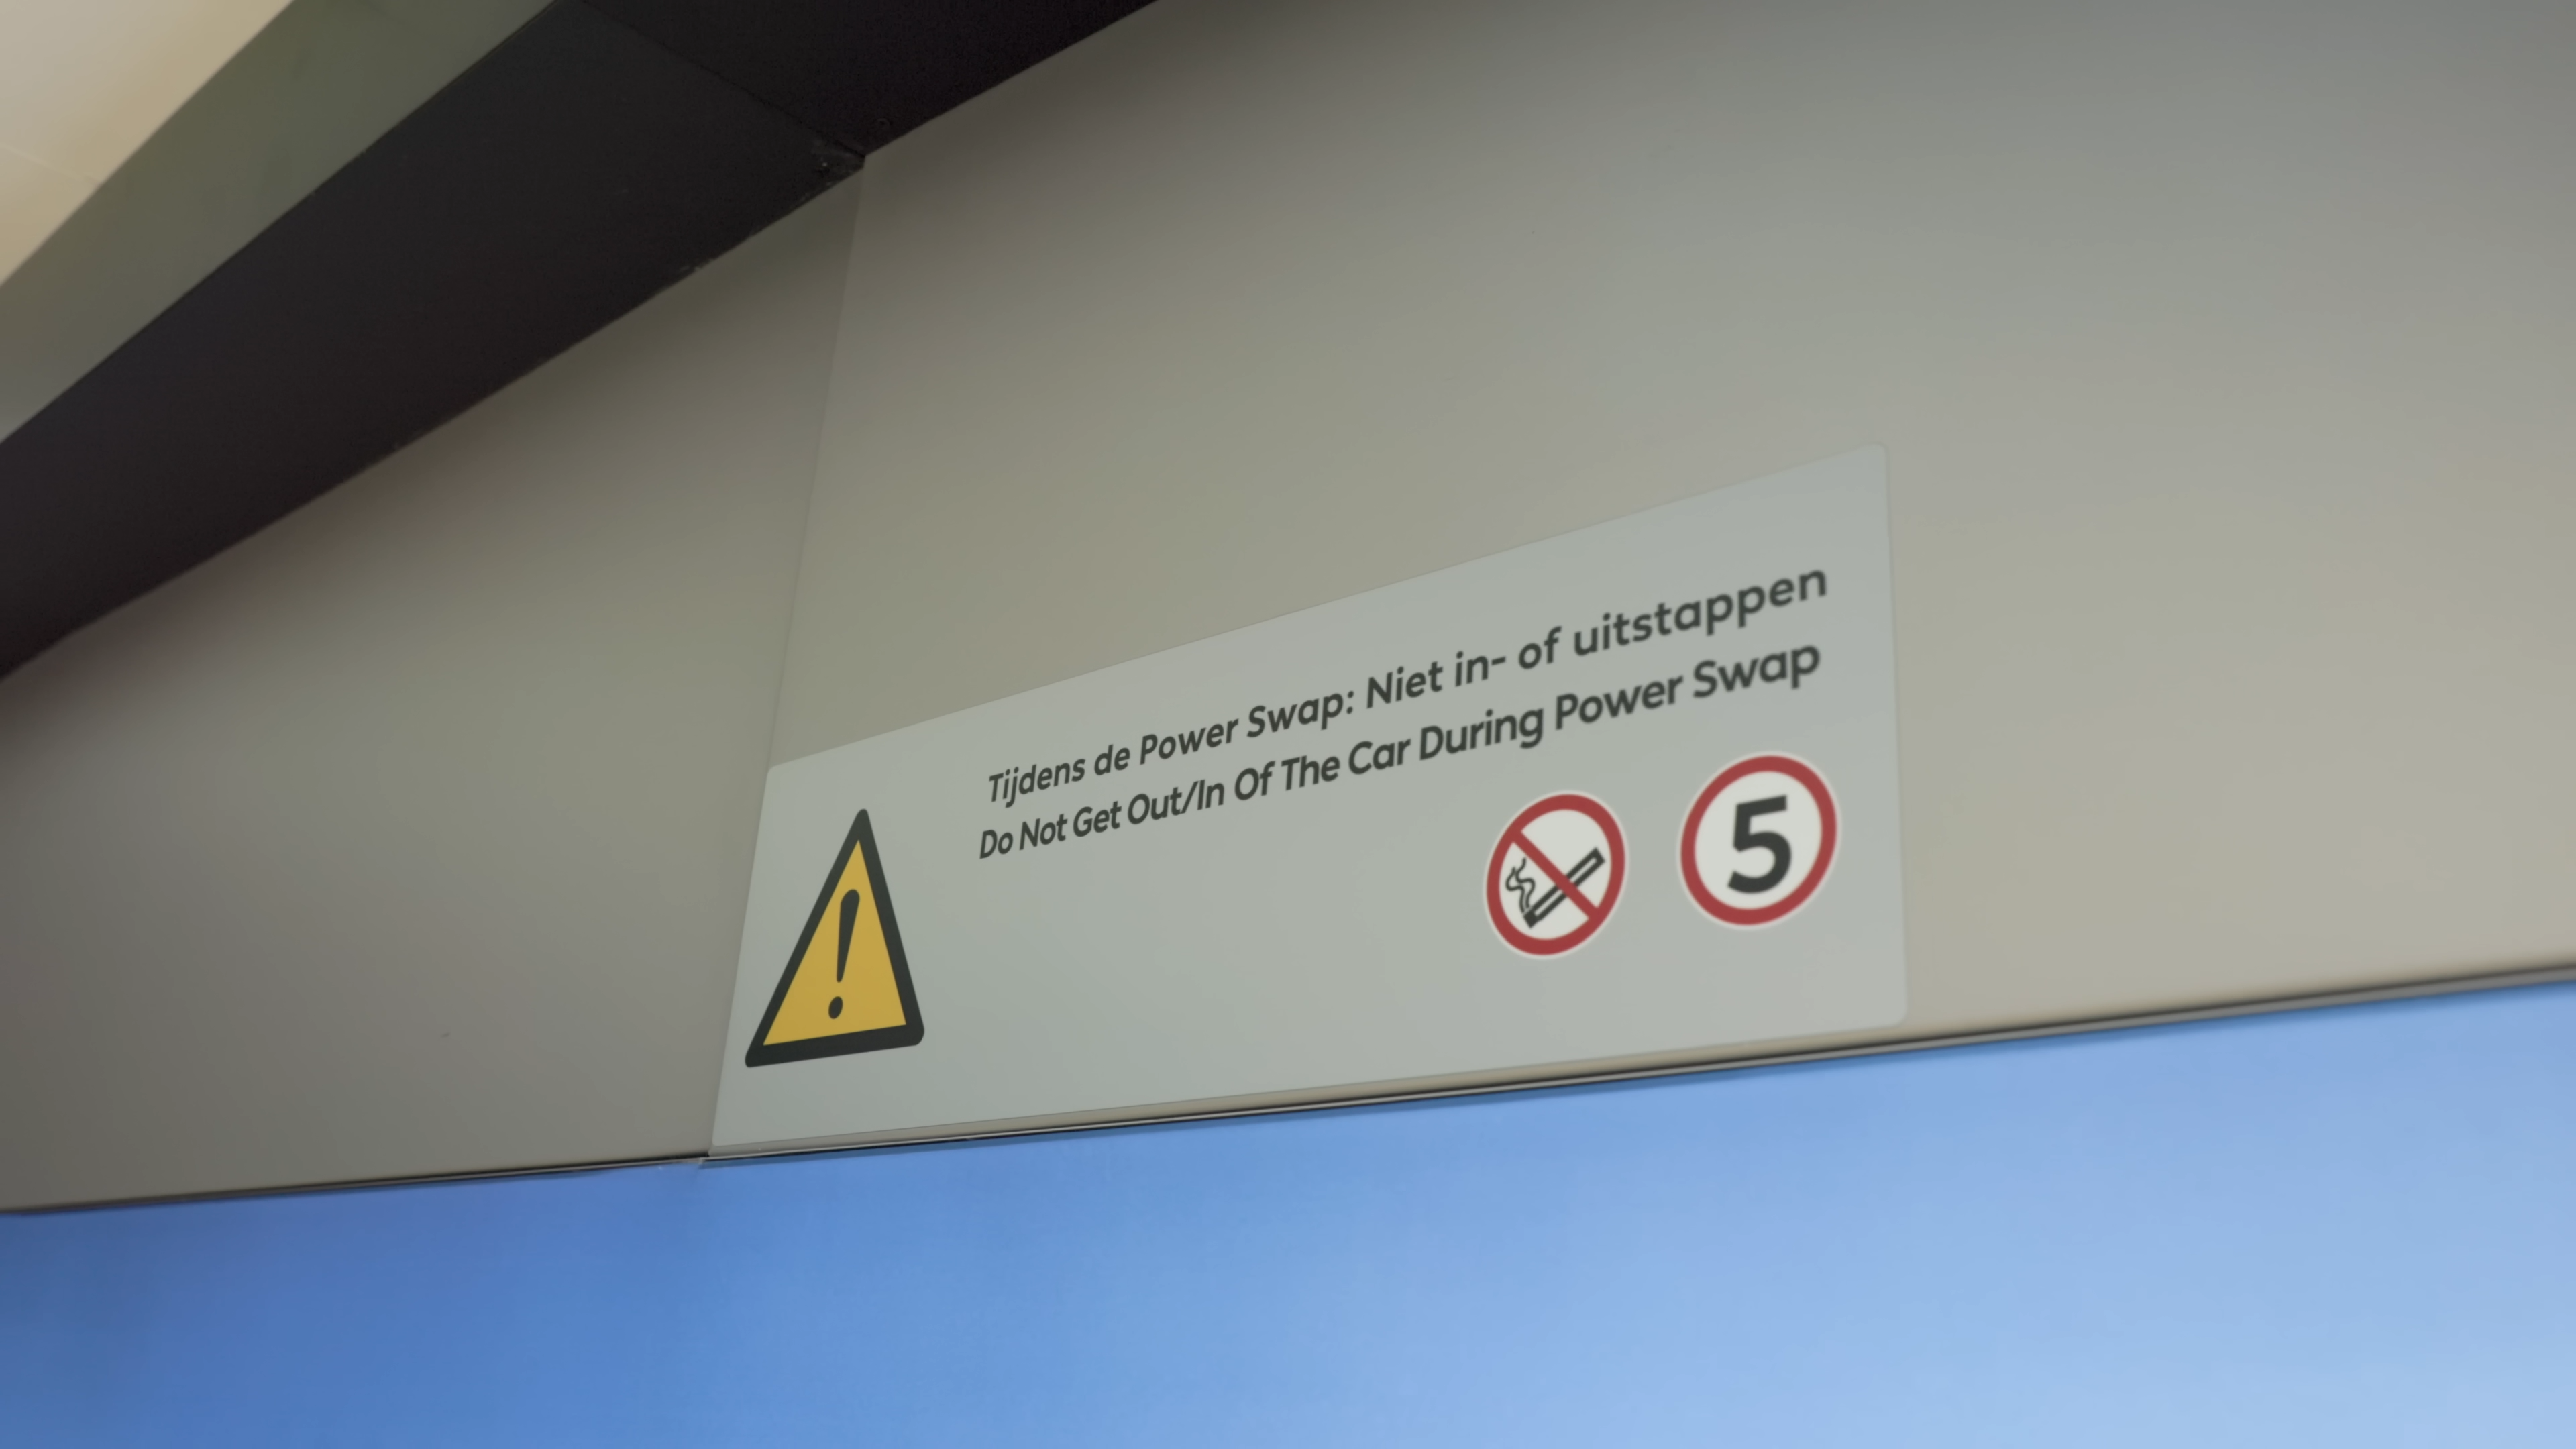 Tijdens de Power Swap: Niet in- of uitstappen
Do Not Get Out/In Of The Car During Power Swap
5